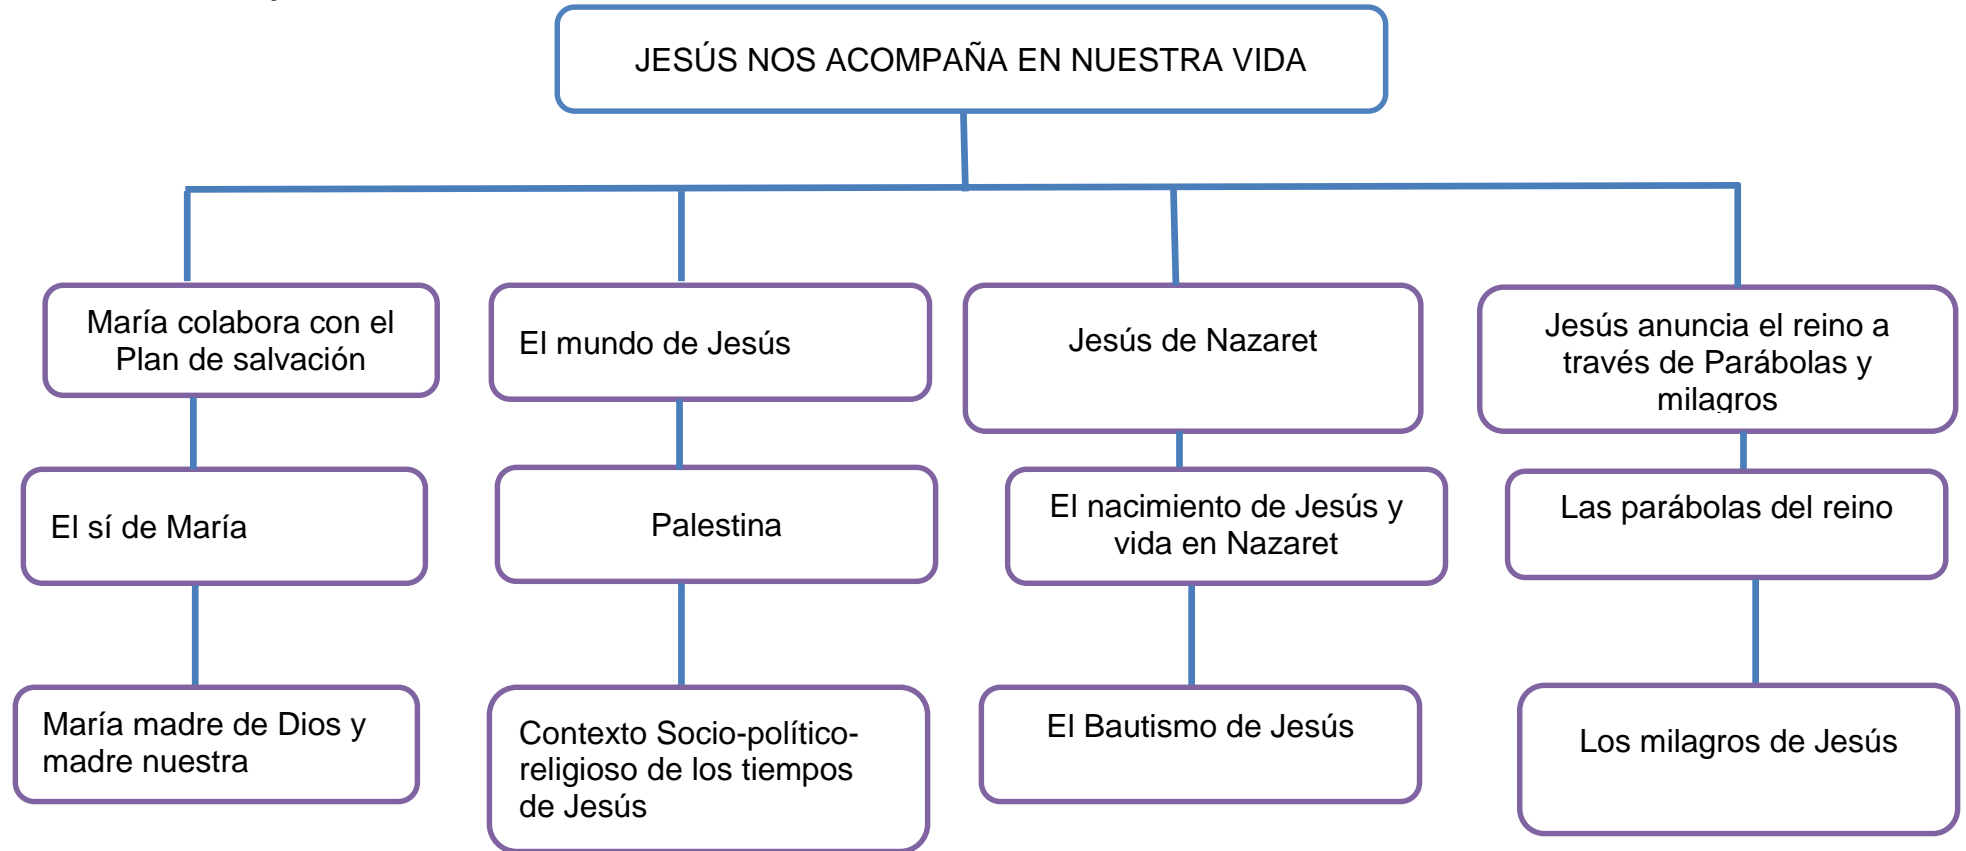 JESÚS NOS ACOMPAÑA EN NUESTRA VIDA
María colabora con el
Plan de salvación
El mundo de Jesús
Jesús de Nazaret
Jesús anuncia el reino a
través de Parábolas y
milagros
El sí de María
Palestina
El nacimiento de Jesús y
vida en Nazaret
Las parábolas del reino
María madre de Dios y
madre nuestra
Contexto Socio-político-
religioso de los tiempos
de Jesús
El Bautismo de Jesús
Los milagros de Jesús